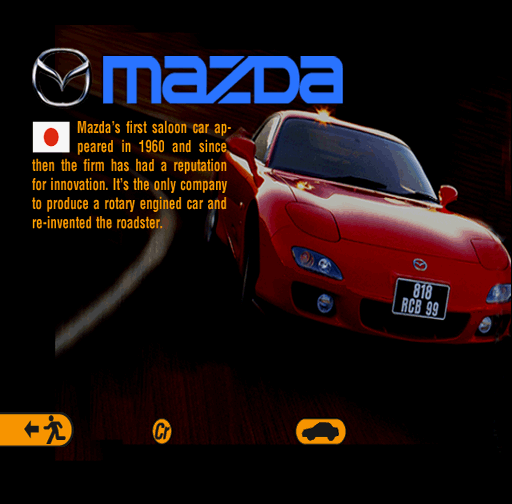 mazda
Mazda's first saloon car ap-
peared in 1960 and since
then the firm has had a reputation
for innovation. It's the only company
to produce a rotary engined car and
re-invented the roadster.
818
RCB 99
Cr